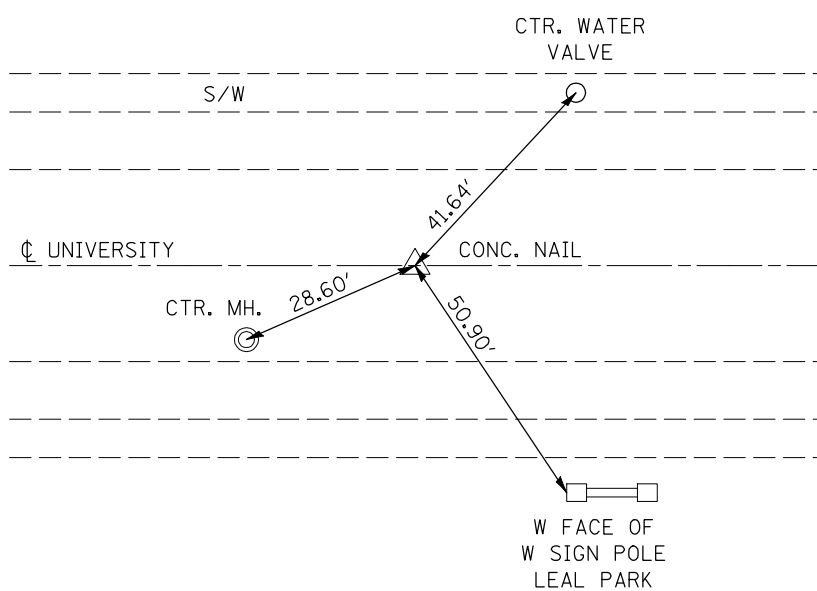 CTR. WATER
VALVE
S/W
41.64'
℄ UNIVERSITY
CONC. NAIL
28.60'
CTR. MH.
50.90'
W FACE OF
W SIGN POLE
LEAL PARK